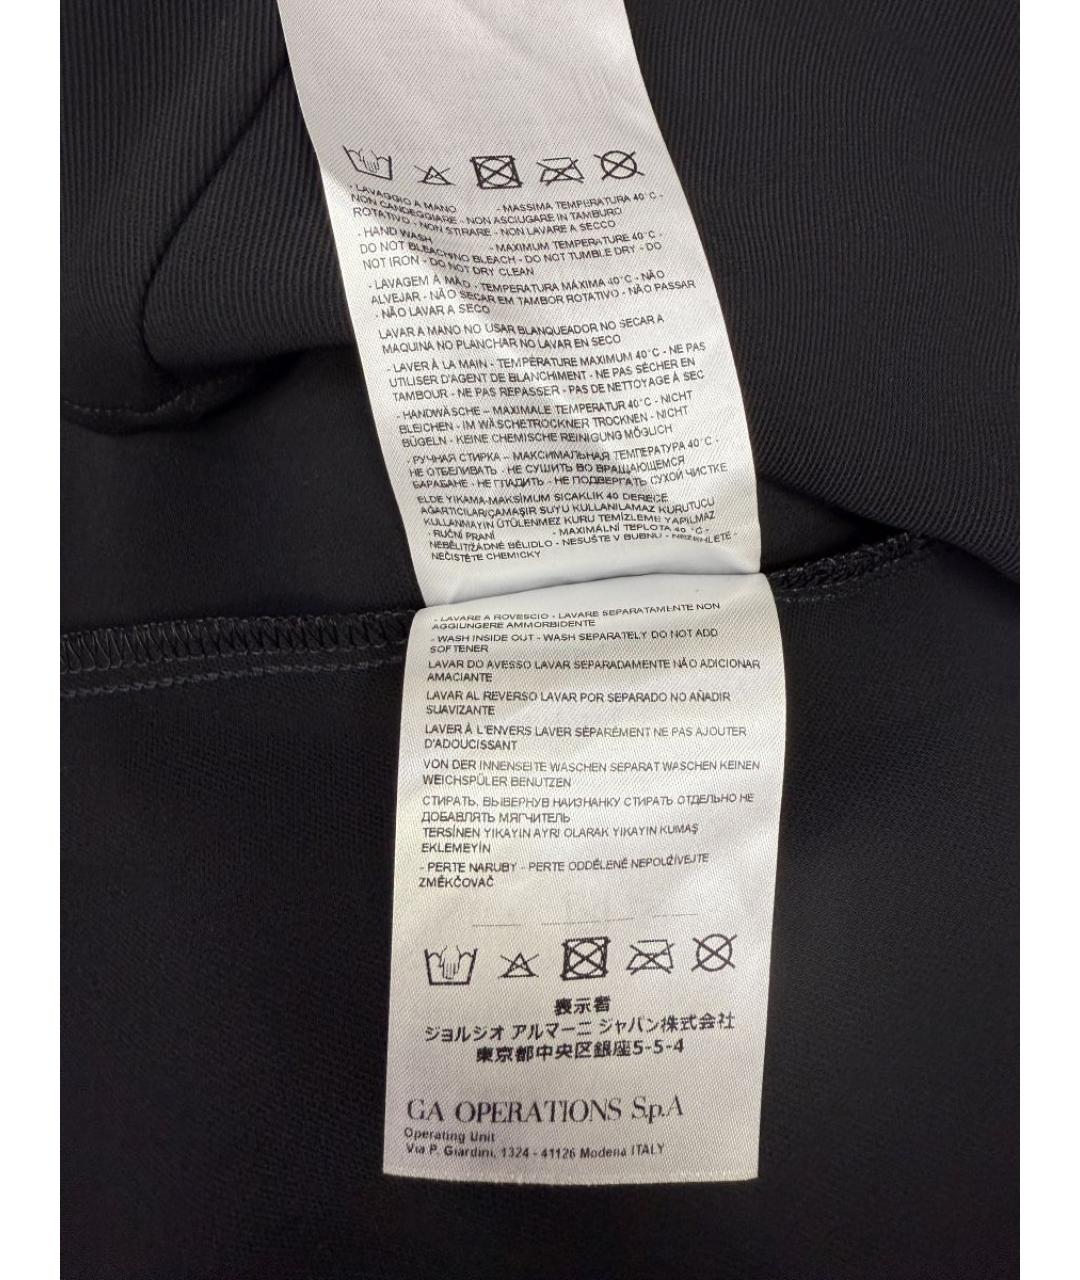 - LAVAGGIO A MANO - MASSIMA TEMPERATURA 40°C -
NON CANDEGGIARE - NON ASCIUGARE IN TAMBURO
ROTATIVO - NON STIRARE - NON LAVARE A SECCO
- HAND WASH - MAXIMUM TEMPERATURE 40°C -
DO NOT BLEACH/NO BLEACH - DO NOT TUMBLE DRY - DO
NOT IRON - DO NOT DRY CLEAN
- LAVAGEM À MÃO - TEMPERATURA MÁXIMA 40°C - NÃO
ALVEJAR - NÃO SECAR EM TAMBOR ROTATIVO - NÃO PASSAR
- NÃO LAVAR A SECO
LAVAR A MANO NO USAR BLANQUEADOR NO SECAR A
MAQUINA NO PLANCHAR NO LAVAR EN SECO
- LAVER À LA MAIN - TEMPÉRATURE MAXIMUM 40°C - NE PAS
UTILISER D'AGENT DE BLANCHIMENT - NE PAS SÉCHER EN
TAMBOUR - NE PAS REPASSER - PAS DE NETTOYAGE À SEC
- HANDWÄSCHE – MAXIMALE TEMPERATUR 40°C - NICHT
BLEICHEN - IM WÄSCHETROCKNER TROCKNEN - NICHT
BÜGELN - KEINE CHEMISCHE REINIGUNG MÖGLICH
- РУЧНАЯ СТИРКА – МАКСИМАЛЬНАЯ ТЕМПЕРАТУРА 40°C -
НЕ ОТБЕЛИВАТЬ - НЕ СУШИТЬ ВО ВРАЩАЮЩЕМСЯ
БАРАБАНЕ - НЕ ГЛАДИТЬ - НЕ ПОДВЕРГАТЬ СУХОЙ ЧИСТКЕ
ELDE YIKAMA-MAKSİMUM SICAKLIK 40 DERECE
AĞARTICILAR/ÇAMAŞIR SUYU KULLANILAMAZ KURUTUCU
KULLANMAYIN ÜTÜLENMEZ KURU TEMİZLEME YAPILMAZ
- RUČNÍ PRANÍ - MAXIMÁLNÍ TEPLOTA 40 °C -
NEBĚLIT/ŽÁDNÉ BĚLIDLO - NESUŠTE V BUBNU - NEŽEHLETE -
NEČISTĚTE CHEMICKY
- LAVARE A ROVESCIO - LAVARE SEPARATAMENTE NON
AGGIUNGERE AMMORBIDENTE
- WASH INSIDE OUT - WASH SEPARATELY DO NOT ADD
SOFTENER
LAVAR DO AVESSO LAVAR SEPARADAMENTE NÃO ADICIONAR
AMACIANTE
LAVAR AL REVERSO LAVAR POR SEPARADO NO AÑADIR
SUAVIZANTE
LAVER À L'ENVERS LAVER SÉPARÉMENT NE PAS AJOUTER
D'ADOUCISSANT
VON DER INNENSEITE WASCHEN SEPARAT WASCHEN KEINEN
WEICHSPÜLER BENUTZEN
СТИРАТЬ, ВЫВЕРНУВ НАИЗНАНКУ СТИРАТЬ ОТДЕЛЬНО НЕ
ДОБАВЛЯТЬ МЯГЧИТЕЛЬ
TERSİNEN YIKAYIN AYRI OLARAK YIKAYIN KUMAŞ
EKLEMEYİN
- PERTE NARUBY - PERTE ODDĚLENĚ NEPOUŽÍVEJTE
ZMĚKČOVAČ
表示者
ジョルジオ アルマーニ ジャパン株式会社
東京都中央区銀座5-5-4
GA OPERATIONS S.p.A
Operating Unit
Via P. Giardini, 1324 - 41126 Modena ITALY